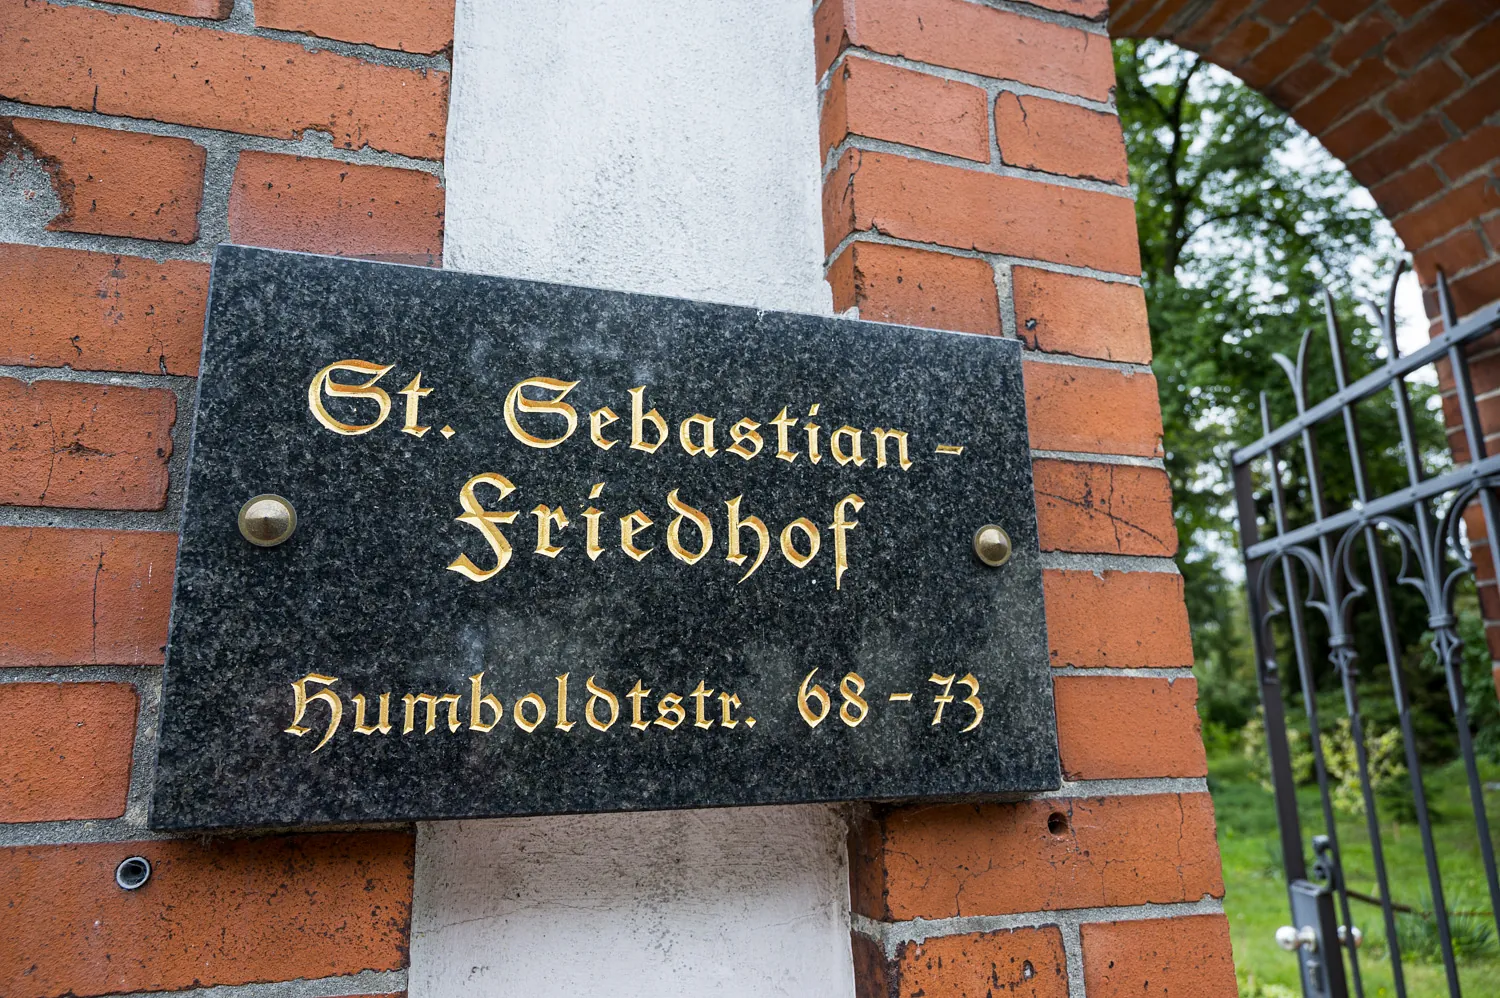 St. Sebastian -
Friedhof
Humboldtstr. 68 - 73